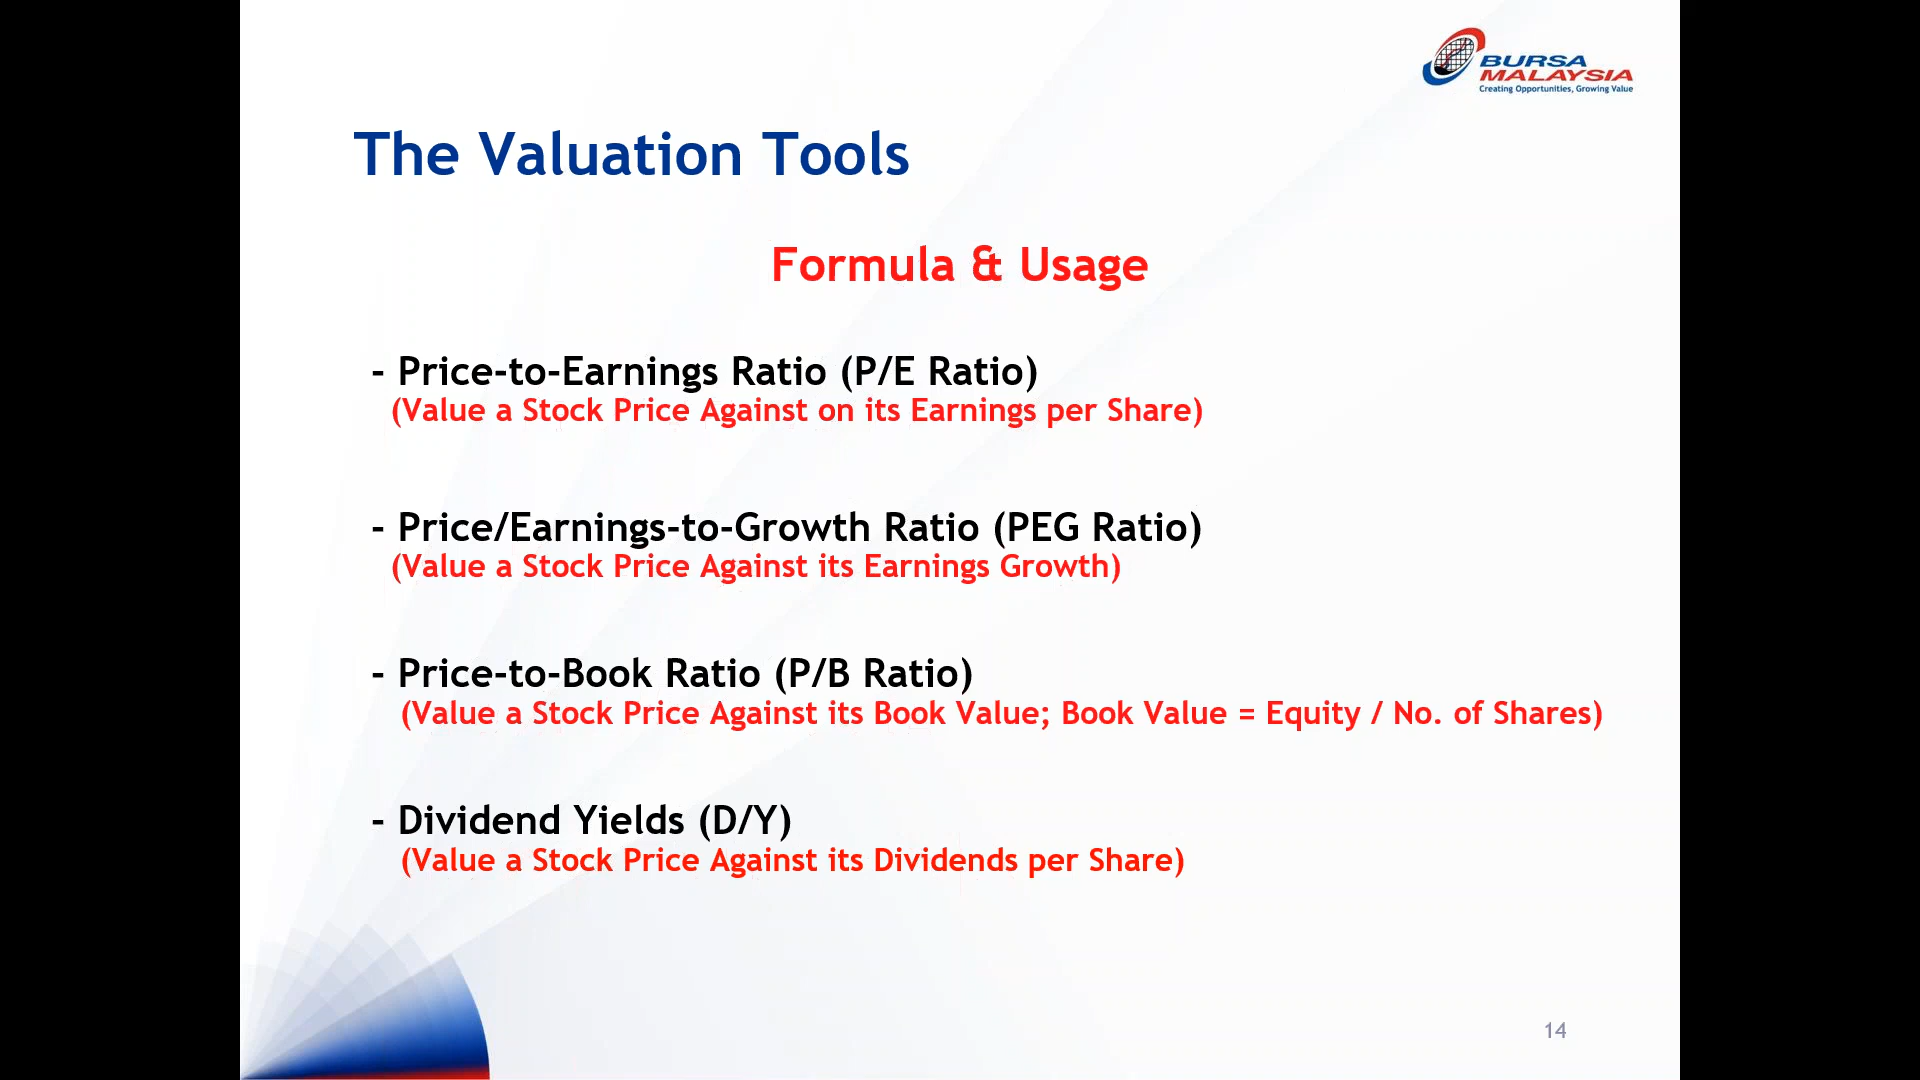 BURSA
MALAYSIA
Creating Opportunities, Growing Value
The Valuation Tools
Formula & Usage
- Price-to-Earnings Ratio (P/E Ratio)
(Value a Stock Price Against on its Earnings per Share)
- Price/Earnings-to-Growth Ratio (PEG Ratio)
(Value a Stock Price Against its Earnings Growth)
- Price-to-Book Ratio (P/B Ratio)
(Value a Stock Price Against its Book Value; Book Value = Equity / No. of Shares)
- Dividend Yields (D/Y)
(Value a Stock Price Against its Dividends per Share)
14